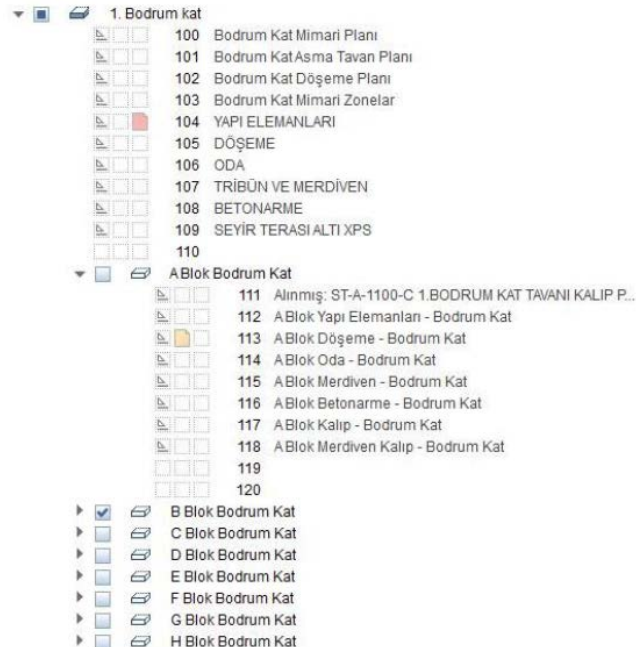 1. Bodrum kat
100 Bodrum Kat Mimari Planı
101 Bodrum Kat Asma Tavan Planı
102 Bodrum Kat Döşeme Planı
103 Bodrum Kat Mimari Zonelar
104 YAPI ELEMANLARI
105 DÖŞEME
106 ODA
107 TRİBÜN VE MERDİVEN
108 BETONARME
109 SEYİR TERASI ALTI XPS
110
A Blok Bodrum Kat
111 Alınmış: ST-A-1100-C 1.BODRUM KAT TAVANI KALIP P...
112 A Blok Yapı Elemanları - Bodrum Kat
113 A Blok Döşeme - Bodrum Kat
114 A Blok Oda - Bodrum Kat
115 A Blok Merdiven - Bodrum Kat
116 A Blok Betonarme - Bodrum Kat
117 A Blok Kalıp - Bodrum Kat
118 A Blok Merdiven Kalıp - Bodrum Kat
119
120
B Blok Bodrum Kat
C Blok Bodrum Kat
D Blok Bodrum Kat
E Blok Bodrum Kat
F Blok Bodrum Kat
G Blok Bodrum Kat
H Blok Bodrum Kat